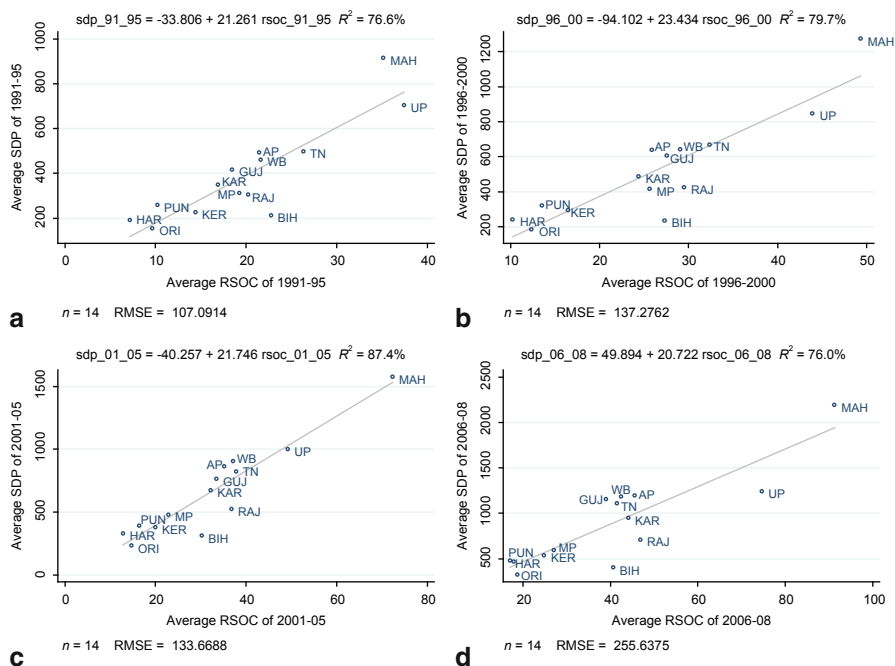 sdp_91_95 = -33.806 + 21.261 rsoc_91_95 R² = 76.6%
Average SDP of 1991-95
1000
800
600
400
200
MAH
UP
AP
WB
TN
GUJ
KAR
MP
RAJ
PUN
KER
BIH
HAR
ORI
0 10 20 30 40
Average RSOC of 1991-95
a
n = 14 RMSE = 107.0914
sdp_96_00 = -94.102 + 23.434 rsoc_96_00 R² = 79.7%
Average SDP of 1996-2000
1200
1000
800
600
400
200
MAH
UP
AP
WB
TN
GUJ
KAR
MP
RAJ
PUN
KER
BIH
HAR
ORI
10 20 30 40 50
Average RSOC of 1996-2000
b
n = 14 RMSE = 137.2762
sdp_01_05 = -40.257 + 21.746 rsoc_01_05 R² = 87.4%
Average SDP of 2001-05
1500
1000
500
0
MAH
UP
WB
AP
TN
GUJ
KAR
RAJ
MP
PUN
KER
HAR
BIH
ORI
0 20 40 60 80
Average RSOC of 2001-05
n = 14 RMSE = 133.6688
c
sdp_06_08 = 49.894 + 20.722 rsoc_06_08 R² = 76.0%
Average SDP of 2006-08
2500
2000
1500
1000
500
MAH
UP
WB
AP
GUJ
TN
KAR
RAJ
MP
PUN
KER
HAR
BIH
ORI
20 40 60 80 100
Average RSOC of 2006-08
n = 14 RMSE = 255.6375
d